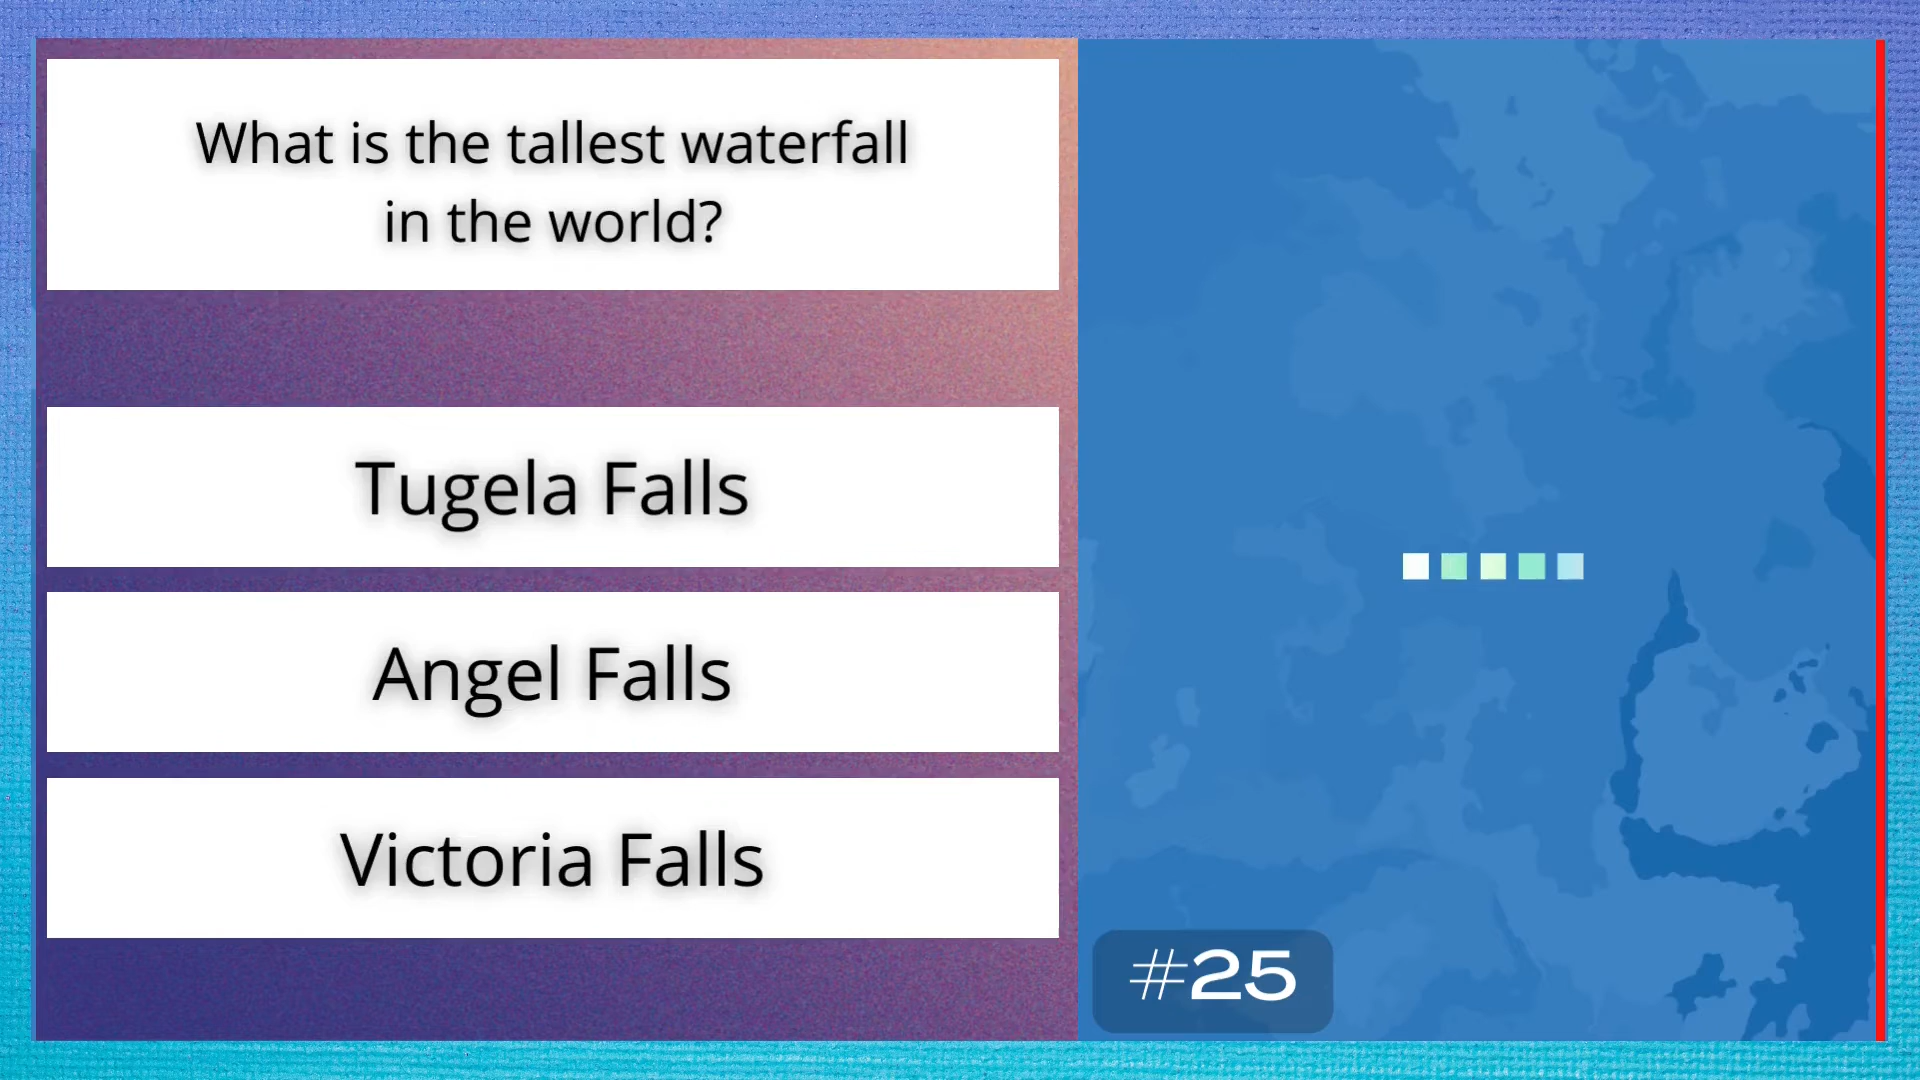 What is the tallest waterfall
in the world?
Tugela Falls
Angel Falls
Victoria Falls
#25